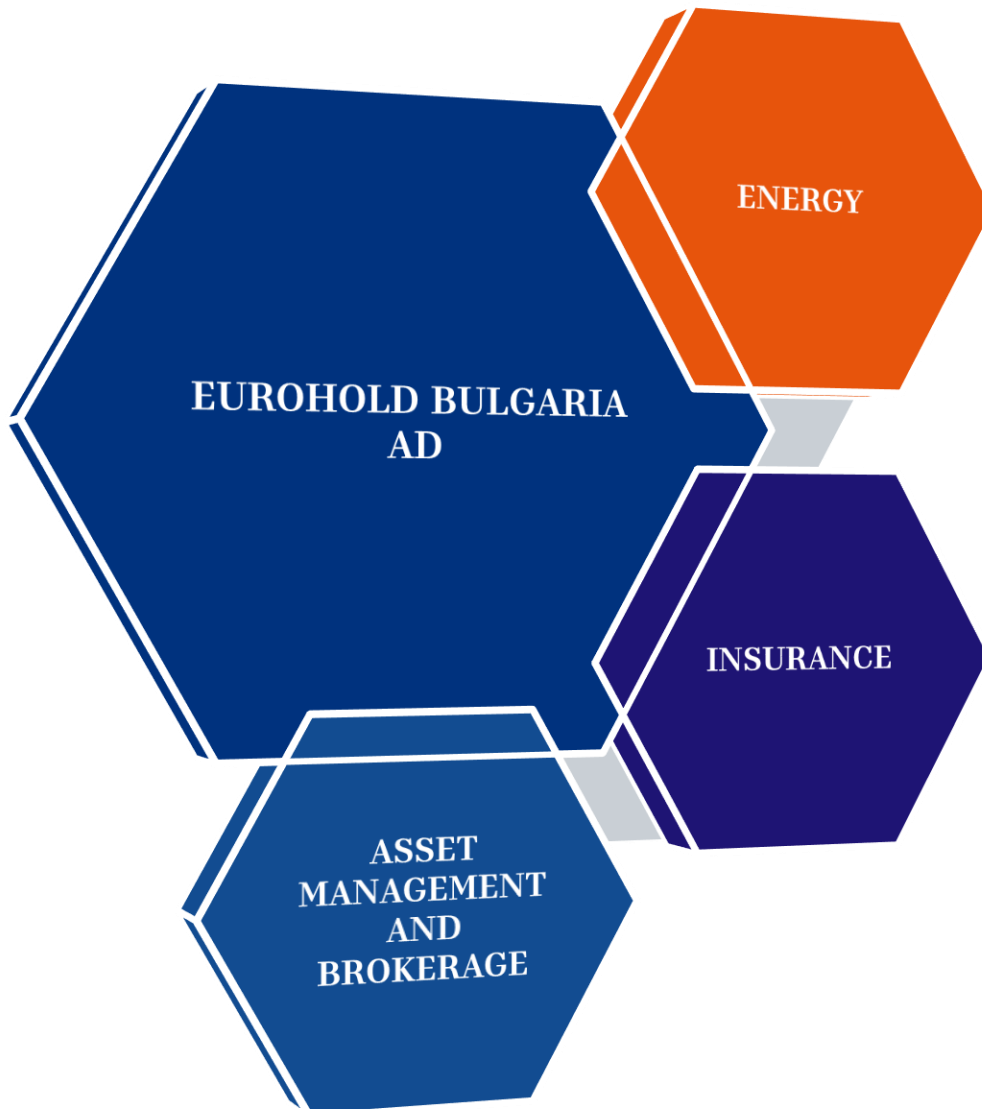 ENERGY
EUROHOLD BULGARIA
AD
INSURANCE
ASSET
MANAGEMENT
AND
BROKERAGE